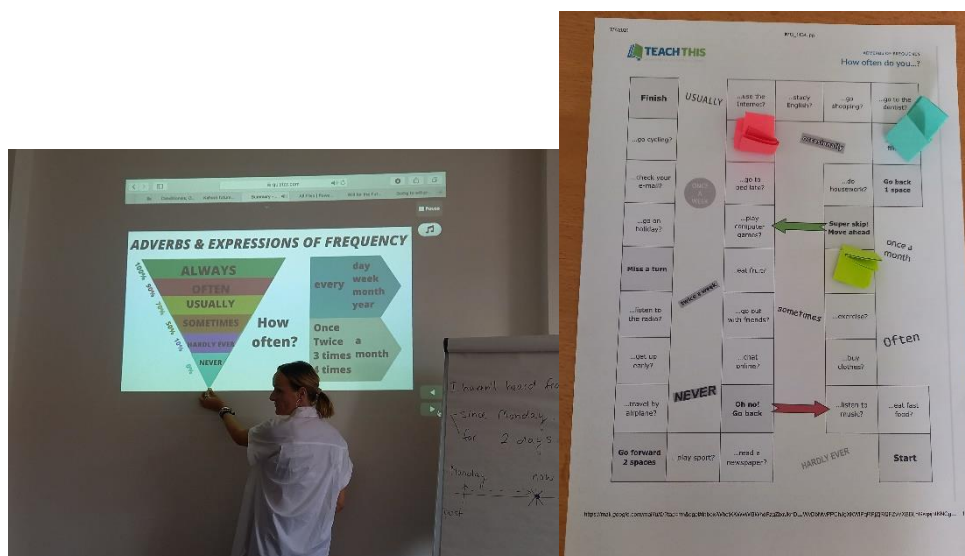 ADVERBS & EXPRESSIONS OF FREQUENCY
100%
90%
70%
50%
10%
0%
ALWAYS
OFTEN
USUALLY
SOMETIMES
HARDLY EVER
NEVER
How
often?
every
day
week
month
year
Once
Twice
3 times
4 times
a
month
I haven't heard fro
since Monday
for 2 days
Monday
now
TEACHTHIS
How often do you...?
Finish
USUALLY
...use the
Internet?
...study
English?
...go
shopping?
...go to the
dentist?
...go cycling?
occasionally
...check your
e-mail?
...go to
bed late?
...do
housework?
Go back
1 space
...go on
holiday?
...play
computer
games?
Super skip!
Move ahead
once a
month
Miss a turn
...eat fruit?
twice a week
...listen to
the radio?
...go out
with friends?
sometimes
...exercise?
Often
...get up
early?
...chat
online?
...buy
clothes?
...travel by
airplane?
NEVER
Oh no!
Go back
...listen to
music?
...eat fast
food?
Go forward
2 spaces
...play sport?
...read a
newspaper?
HARDLY EVER
Start